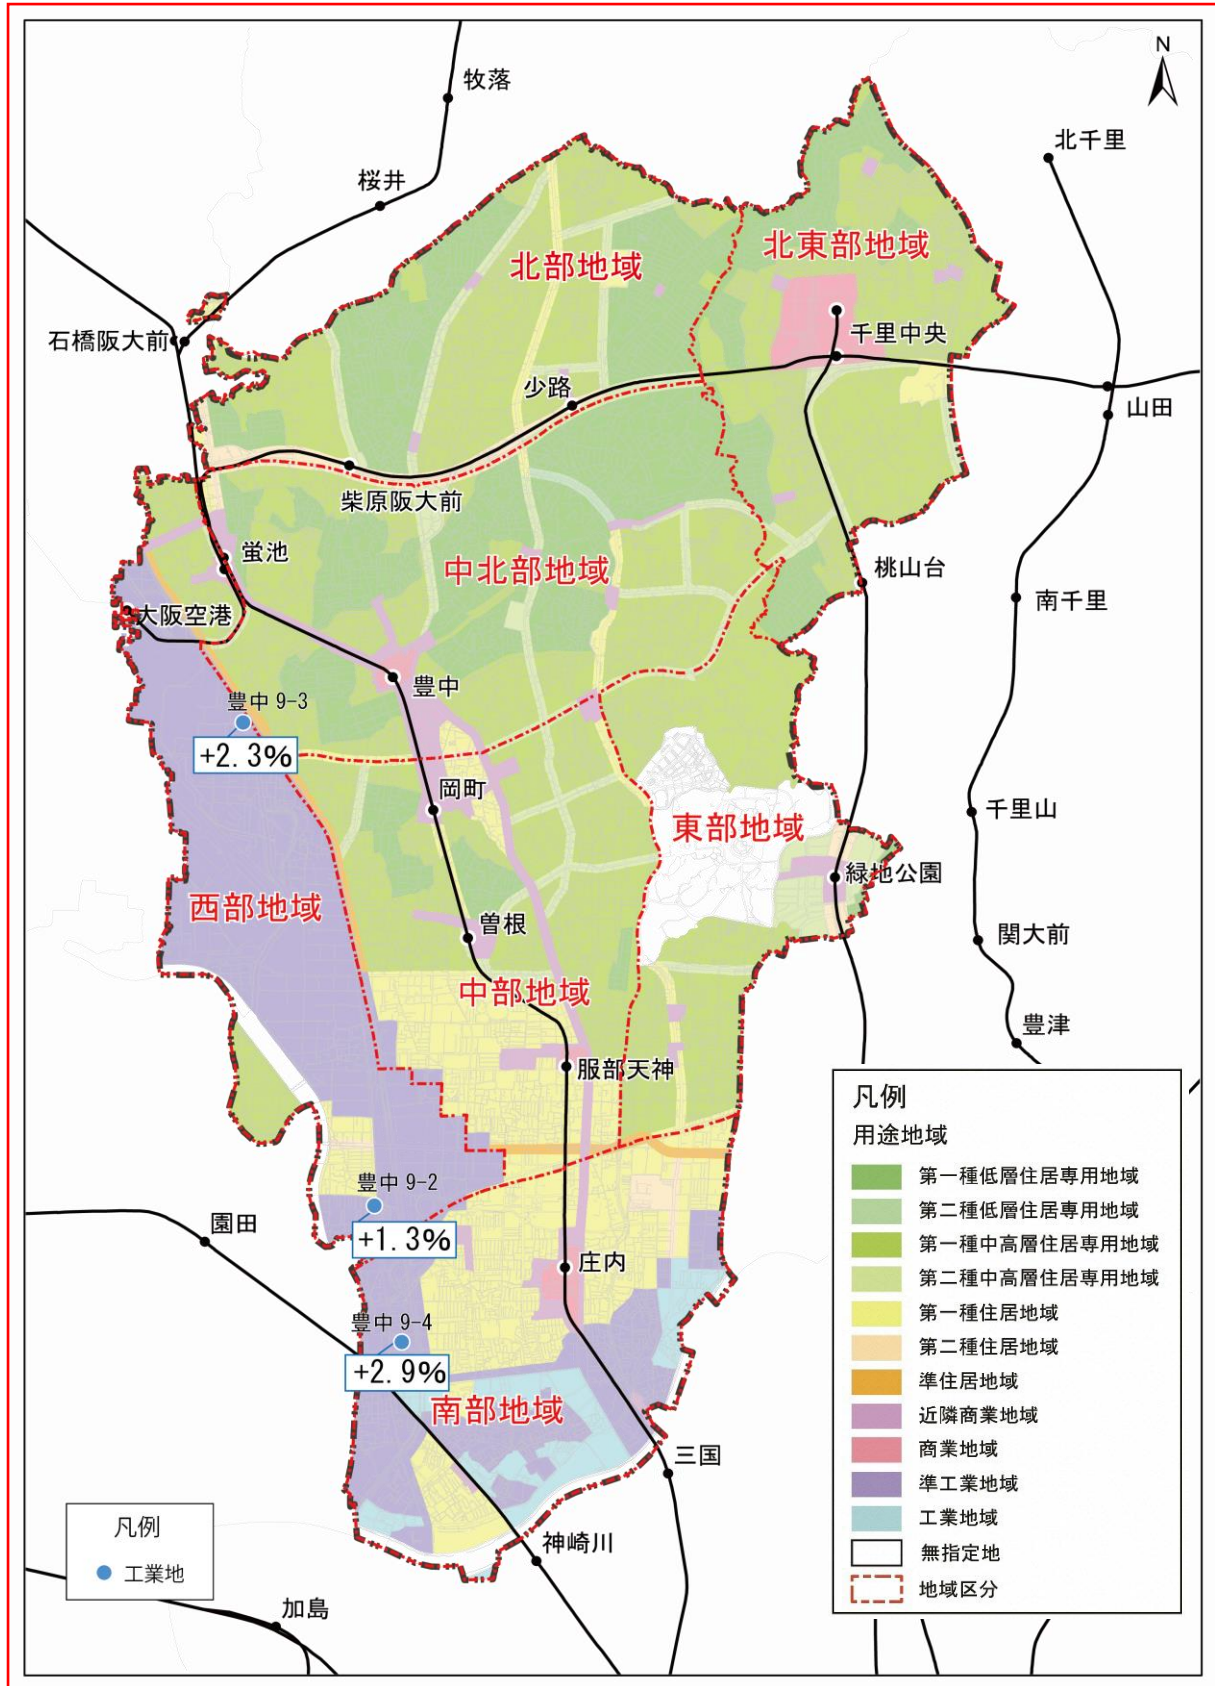 N
牧落
北千里
桜井
北東部地域
北部地域
千里中央
石橋阪大前
少路
山田
柴原阪大前
蛍池
中北部地域
桃山台
南千里
大阪空港
豊中
豊中 9-3
+2.3%
岡町
千里山
東部地域
緑地公園
西部地域
曽根
関大前
中部地域
豊津
服部天神
豊中 9-2
園田
+1.3%
庄内
豊中 9-4
+2.9%
南部地域
三国
神崎川
加島
凡例
工業地
凡例
用途地域
第一種低層住居専用地域
第二種低層住居専用地域
第一種中高層住居専用地域
第二種中高層住居専用地域
第一種住居地域
第二種住居地域
準住居地域
近隣商業地域
商業地域
準工業地域
工業地域
無指定地
地域区分